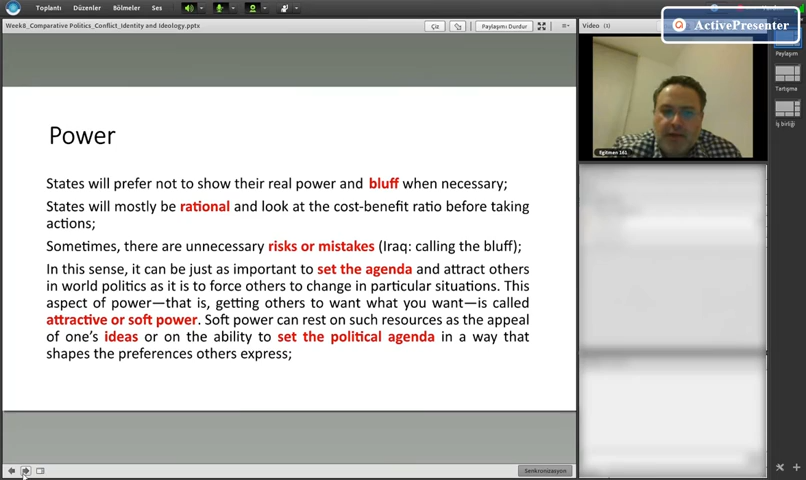 Toplantı Düzenler Bölmeler Ses
Week8_Comparative Politics_Conflict_Identity and Ideology.pptx
Çiz
Paylaşımı Durdur
Video (3)
ActivePresenter
Paylaşım
Tartışma
İş birliği
Eğitmen 161
Power
States will prefer not to show their real power and bluff when necessary;
States will mostly be rational and look at the cost-benefit ratio before taking
actions;
Sometimes, there are unnecessary risks or mistakes (Iraq: calling the bluff);
In this sense, it can be just as important to set the agenda and attract others
in world politics as it is to force others to change in particular situations. This
aspect of power—that is, getting others to want what you want—is called
attractive or soft power. Soft power can rest on such resources as the appeal
of one's ideas or on the ability to set the political agenda in a way that
shapes the preferences others express;
Senkronizasyon